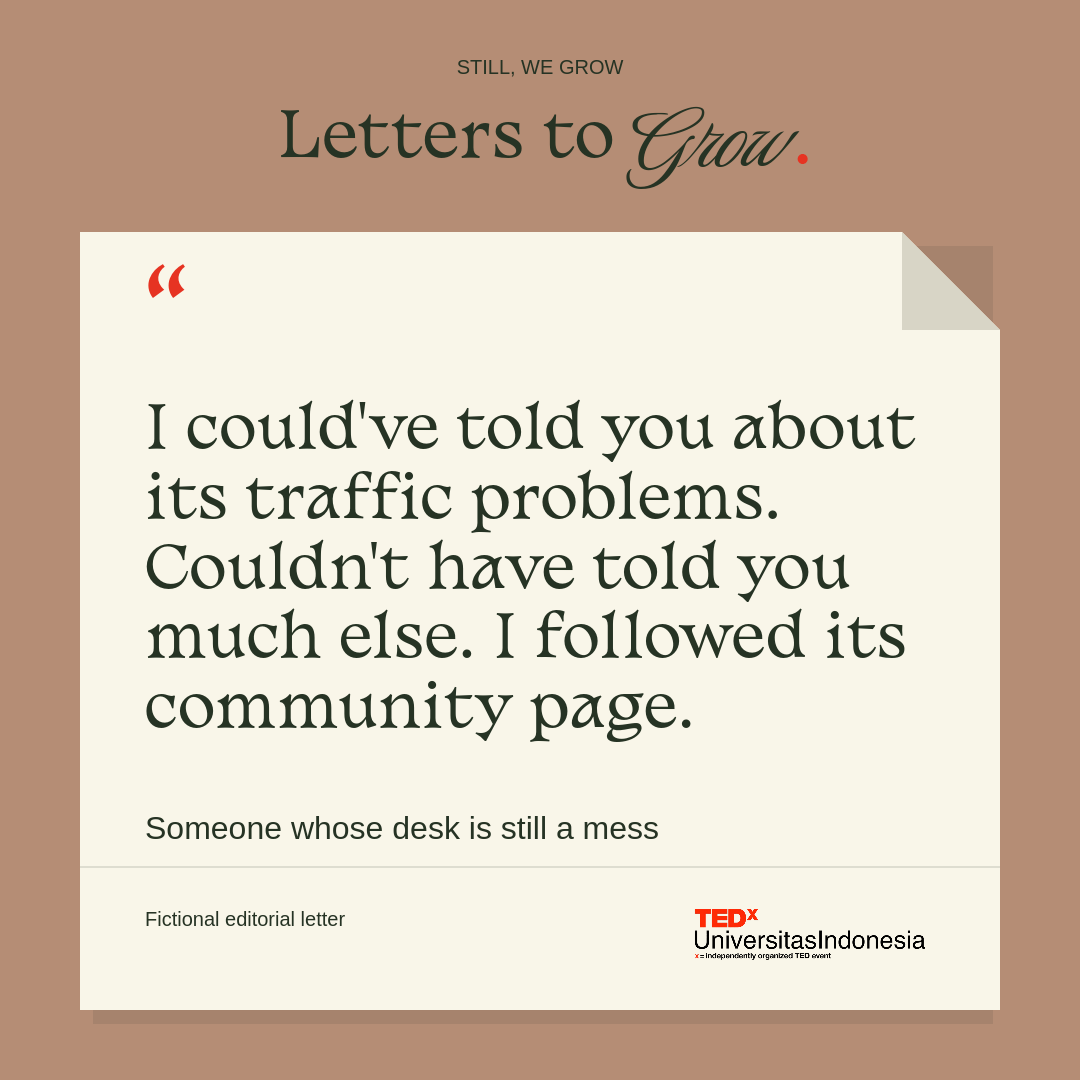 STILL, WE GROW
Letters to Grow.
“
I could've told you about
its traffic problems.
Couldn't have told you
much else. I followed its
community page.
Someone whose desk is still a mess
Fictional editorial letter
TEDx
UniversitasIndonesia
x = independently organized TED event